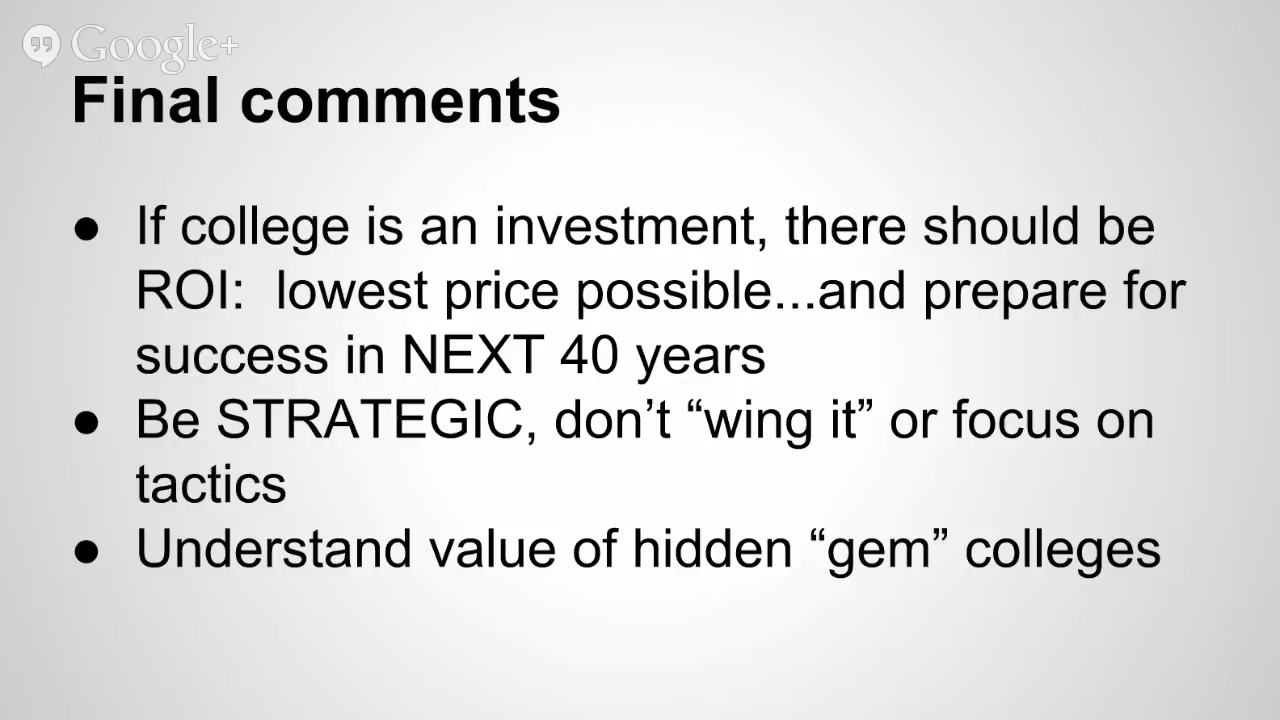 Google+
Final comments
● If college is an investment, there should be
ROI:  lowest price possible...and prepare for
success in NEXT 40 years
● Be STRATEGIC, don’t “wing it” or focus on
tactics
● Understand value of hidden “gem” colleges